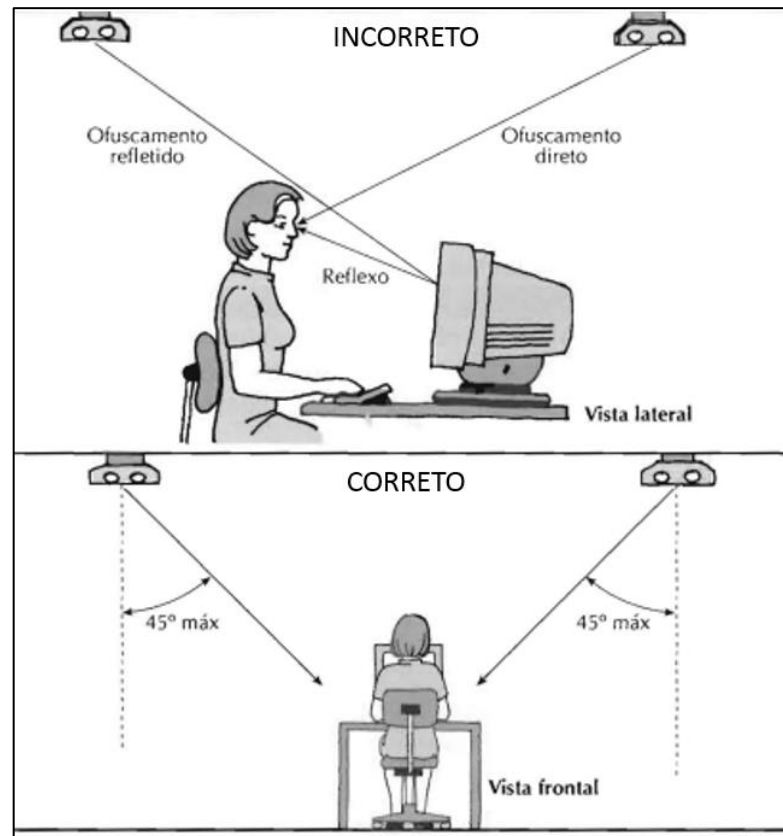 INCORRETO
Ofuscamento
refletido
Ofuscamento
direto
Reflexo
Vista lateral
CORRETO
45º máx
45º máx
Vista frontal